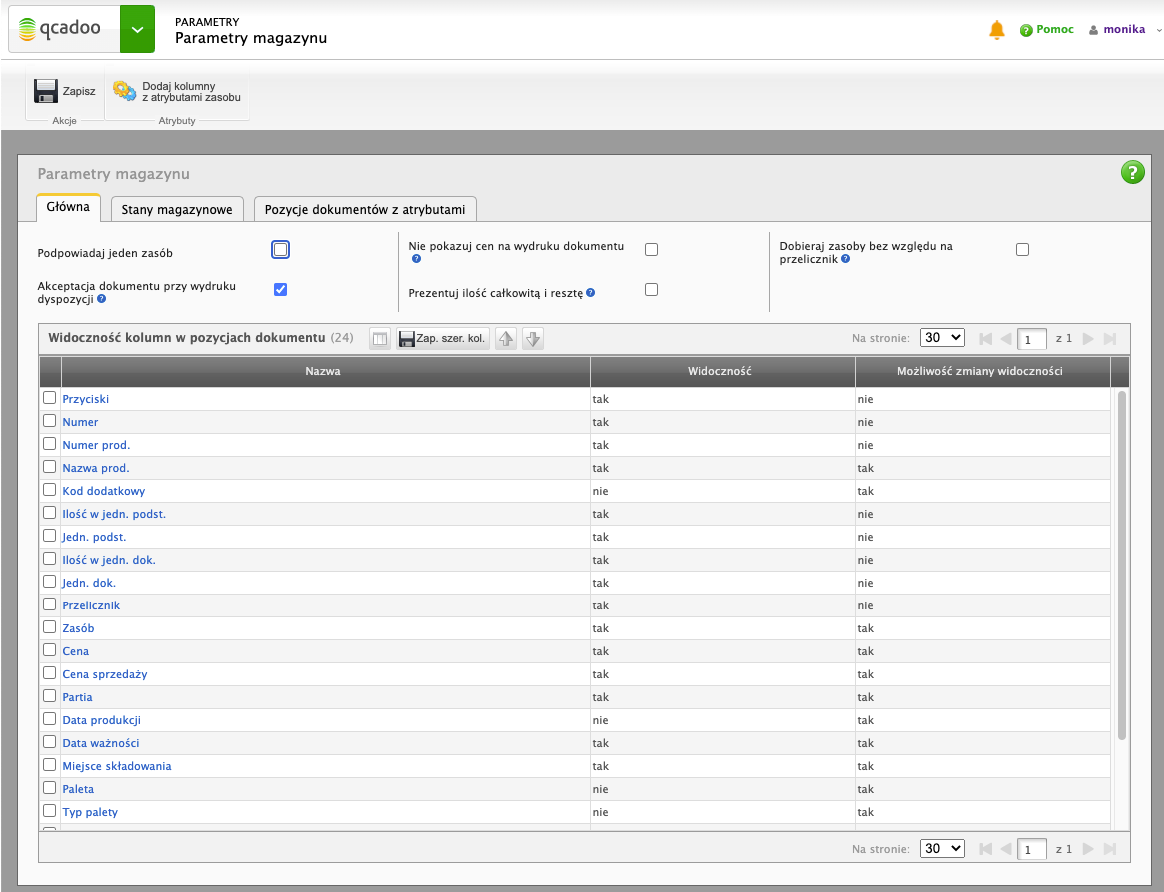 qcadoo
PARAMETRY
Parametry magazynu
Pomoc
monika
Zapisz
Akcje
Dodaj kolumny
z atrybutami zasobu
Atrybuty
Parametry magazynu
?
Główna
Stany magazynowe
Pozycje dokumentów z atrybutami
Podpowiadaj jeden zasób
Akceptacja dokumentu przy wydruku
dyspozycji ?
Nie pokazuj cen na wydruku dokumentu
?
Prezentuj ilość całkowitą i resztę ?
Dobieraj zasoby bez względu na
przelicznik ?
Widoczność kolumn w pozycjach dokumentu (24) Zap. szer. kol. Na stronie: 30 1 z 1
Nazwa Widoczność Możliwość zmiany widoczności
Przyciski tak nie
Numer tak nie
Numer prod. tak nie
Nazwa prod. tak tak
Kod dodatkowy nie tak
Ilość w jedn. podst. tak nie
Jedn. podst. tak nie
Ilość w jedn. dok. tak nie
Jedn. dok. tak nie
Przelicznik tak nie
Zasób tak tak
Cena tak tak
Cena sprzedaży tak tak
Partia tak tak
Data produkcji nie tak
Data ważności tak tak
Miejsce składowania tak tak
Paleta nie tak
Typ palety nie tak
Na stronie: 30 1 z 1